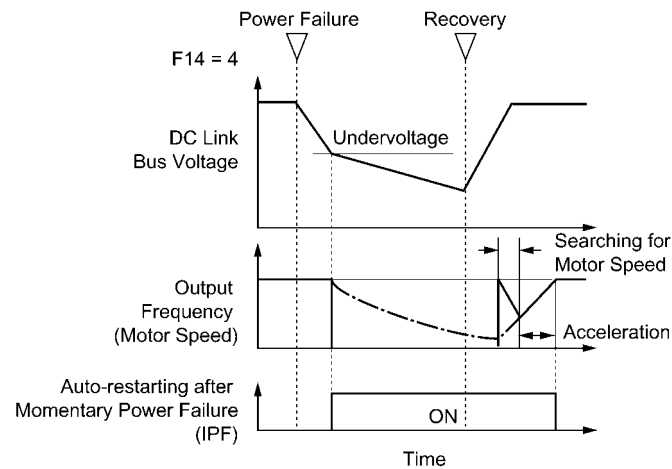 Power Failure
Recovery
F14 = 4
DC Link
Bus Voltage
Undervoltage
Searching for
Motor Speed
Output
Frequency
(Motor Speed)
Acceleration
Auto-restarting after
Momentary Power Failure
(IPF)
ON
Time